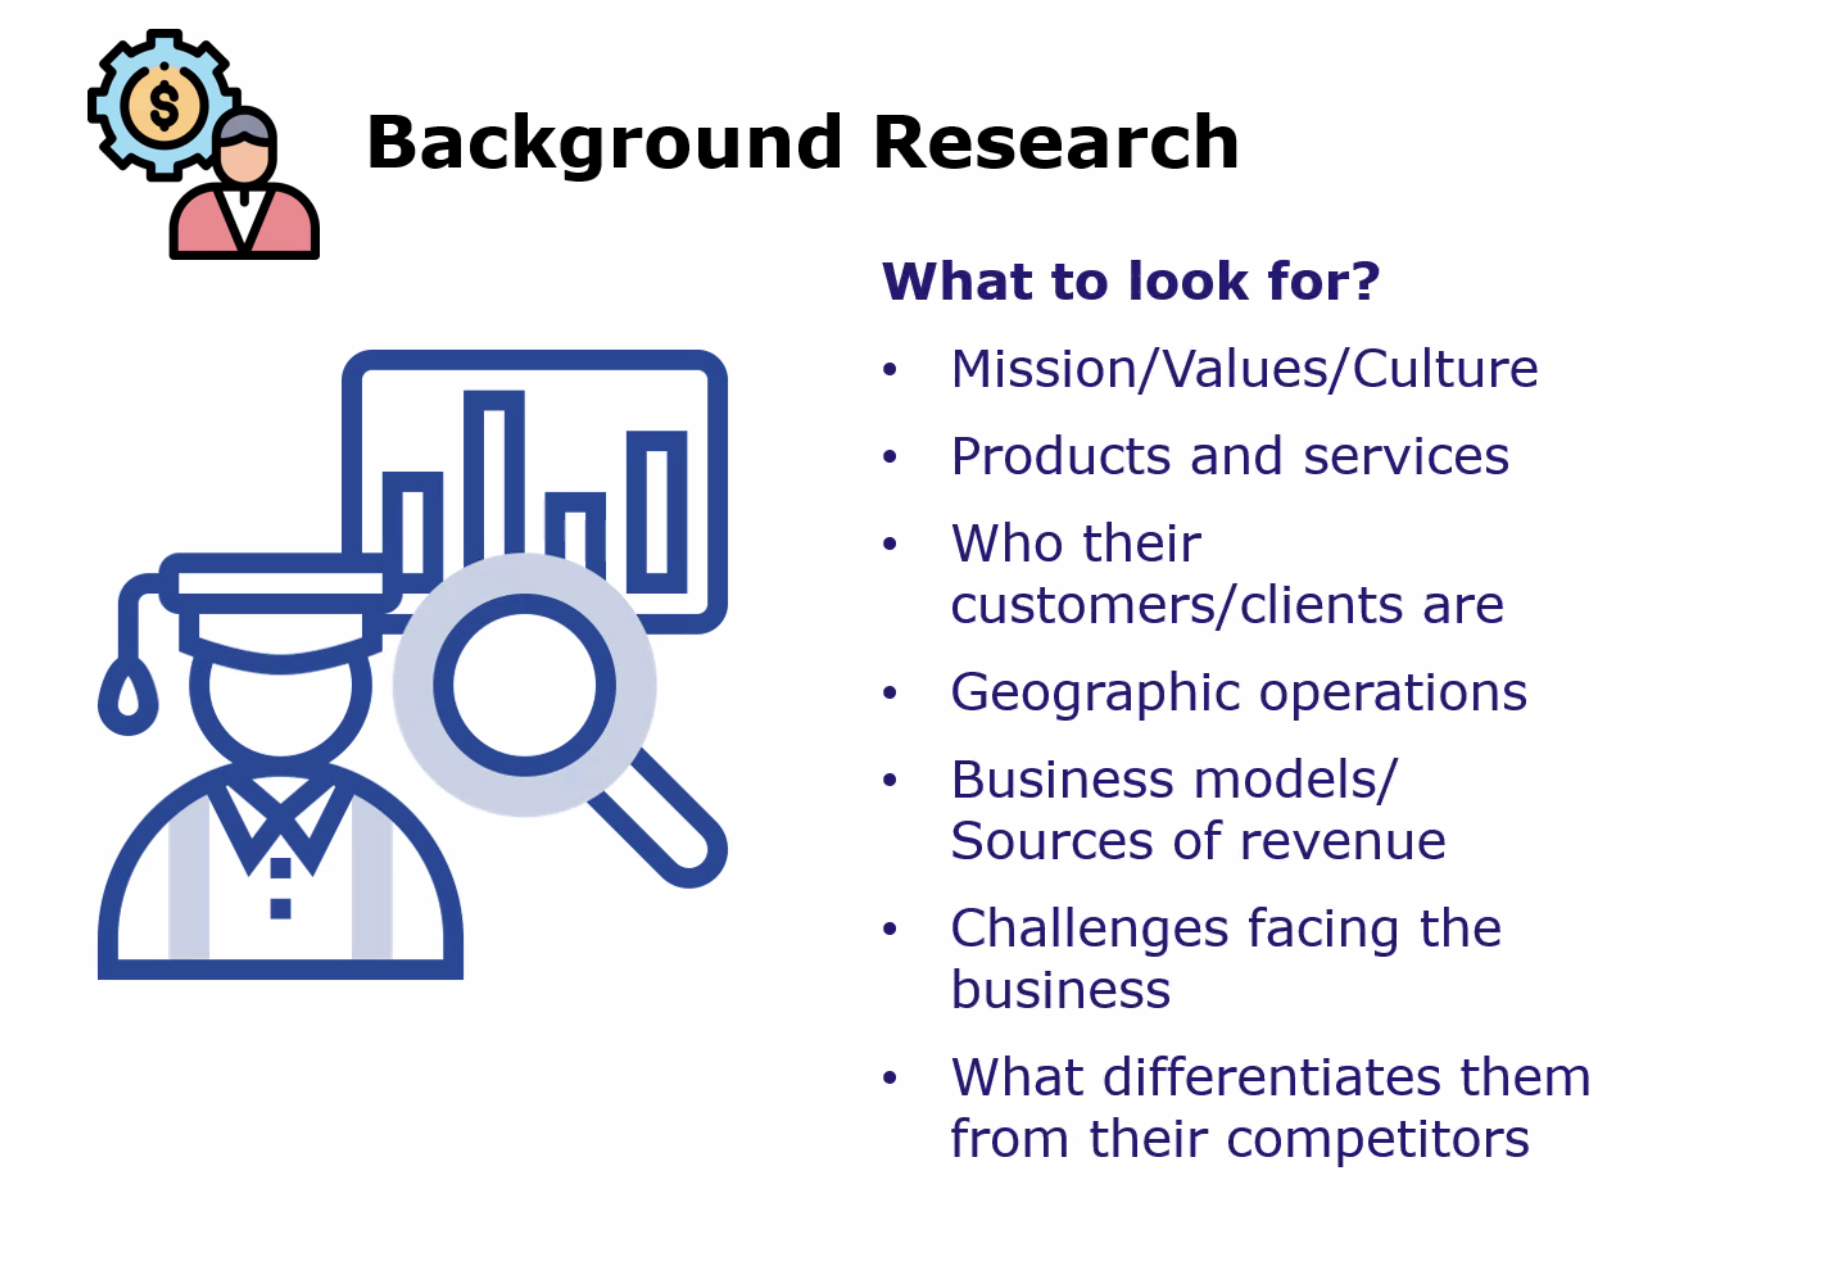 $
Background Research
What to look for?
• Mission/Values/Culture
• Products and services
• Who their
customers/clients are
• Geographic operations
• Business models/
Sources of revenue
• Challenges facing the
business
• What differentiates them
from their competitors